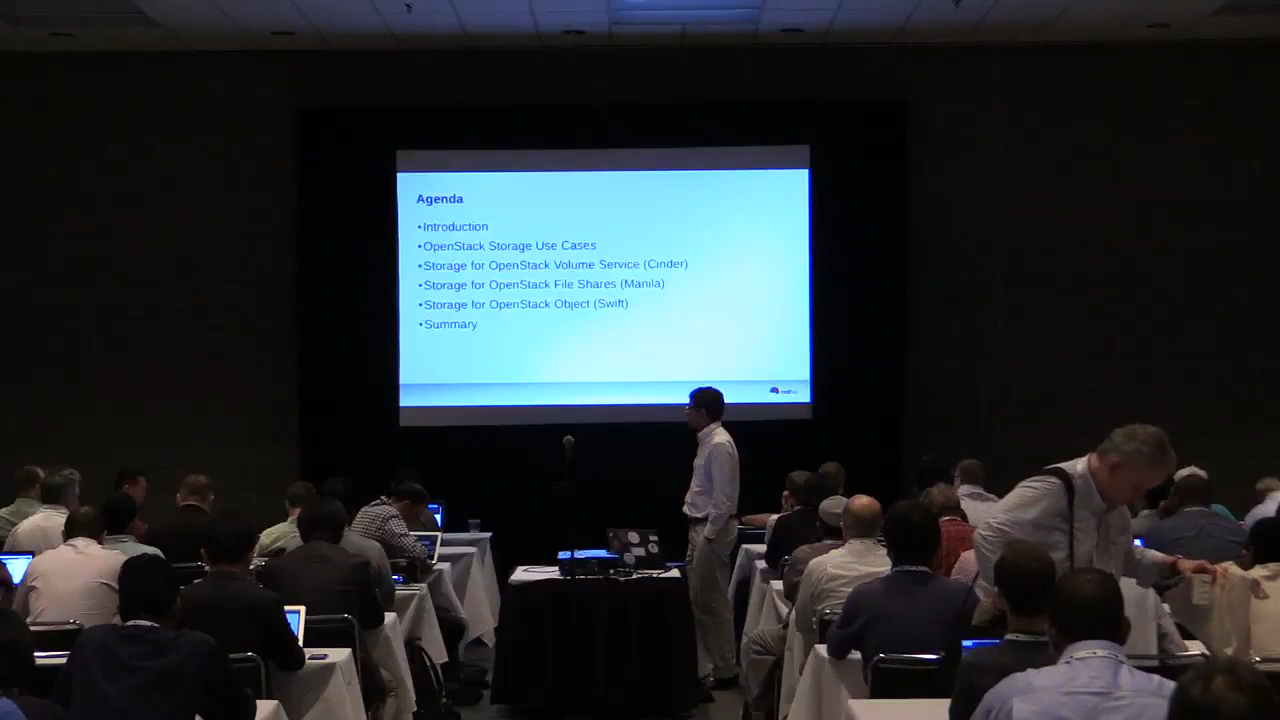 Agenda
•Introduction
•OpenStack Storage Use Cases
•Storage for OpenStack Volume Service (Cinder)
•Storage for OpenStack File Shares (Manila)
•Storage for OpenStack Object (Swift)
•Summary
redhat